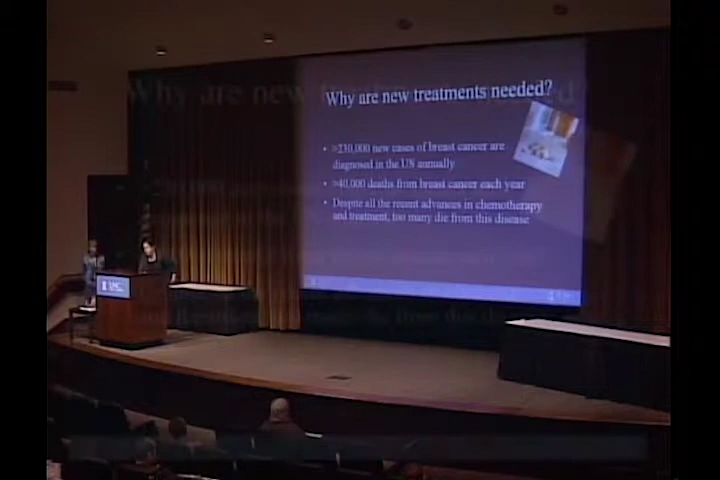 Why are new treatments needed?
• >230,000 new cases of breast cancer are
diagnosed in the US annually
• >40,000 deaths from breast cancer each year
• Despite all the recent advances in chemotherapy
and treatment, too many die from this disease